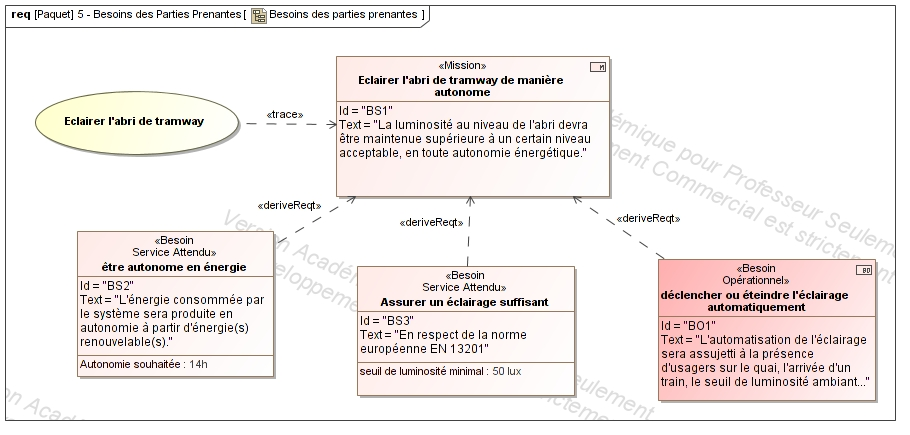 req [Paquet] 5 - Besoins des Parties Prenantes [ Besoins des parties prenantes ]
«Mission»
Eclairer l'abri de tramway de manière
autonome
Id = "BS1"
Text = "La luminosité au niveau de l'abri devra
être maintenue supérieure à un certain niveau
acceptable, en toute autonomie énergétique."
Eclairer l'abri de tramway
«trace»
«deriveReqt»
«deriveReqt»
«deriveReqt»
«Besoin
Service Attendu»
être autonome en énergie
Id = "BS2"
Text = "L'énergie consommée par
le système sera produite en
autonomie à partir d'énergie(s)
renouvelable(s)."
Autonomie souhaitée : 14h
«Besoin
Service Attendu»
Assurer un éclairage suffisant
Id = "BS3"
Text = "En respect de la norme
européenne EN 13201"
seuil de luminosité minimal : 50 lux
«Besoin
Opérationnel»
déclencher ou éteindre l'éclairage
automatiquement
Id = "BO1"
Text = "L'automatisation de l'éclairage
sera assujetti à la présence
d'usagers sur le quai, l'arrivée d'un
train, le seuil de luminosité ambiant..."